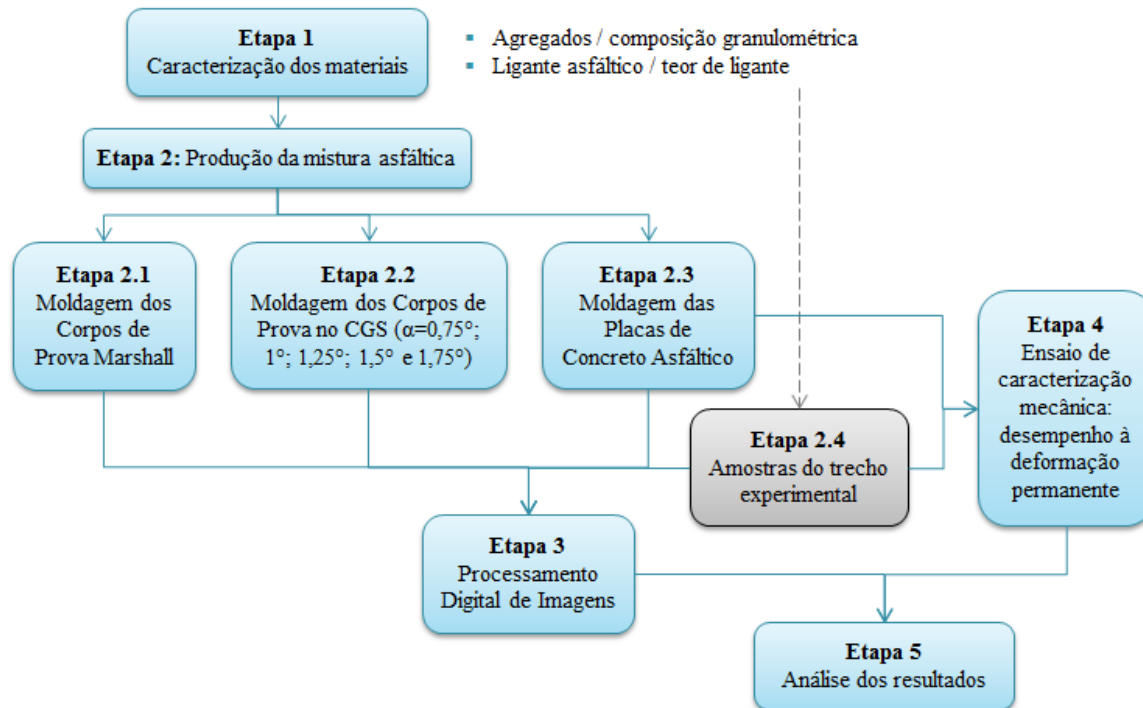 Etapa 1
Caracterização dos materiais
▪ Agregados / composição granulométrica
▪ Ligante asfáltico / teor de ligante
Etapa 2: Produção da mistura asfáltica
Etapa 2.1
Moldagem dos
Corpos de
Prova Marshall
Etapa 2.2
Moldagem dos Corpos de
Prova no CGS (α=0,75°;
1°; 1,25°; 1,5° e 1,75°)
Etapa 2.3
Moldagem das
Placas de
Concreto Asfáltico
Etapa 4
Ensaio de
caracterização
mecânica:
desempenho à
deformação
permanente
Etapa 2.4
Amostras do trecho
experimental
Etapa 3
Processamento
Digital de Imagens
Etapa 5
Análise dos resultados